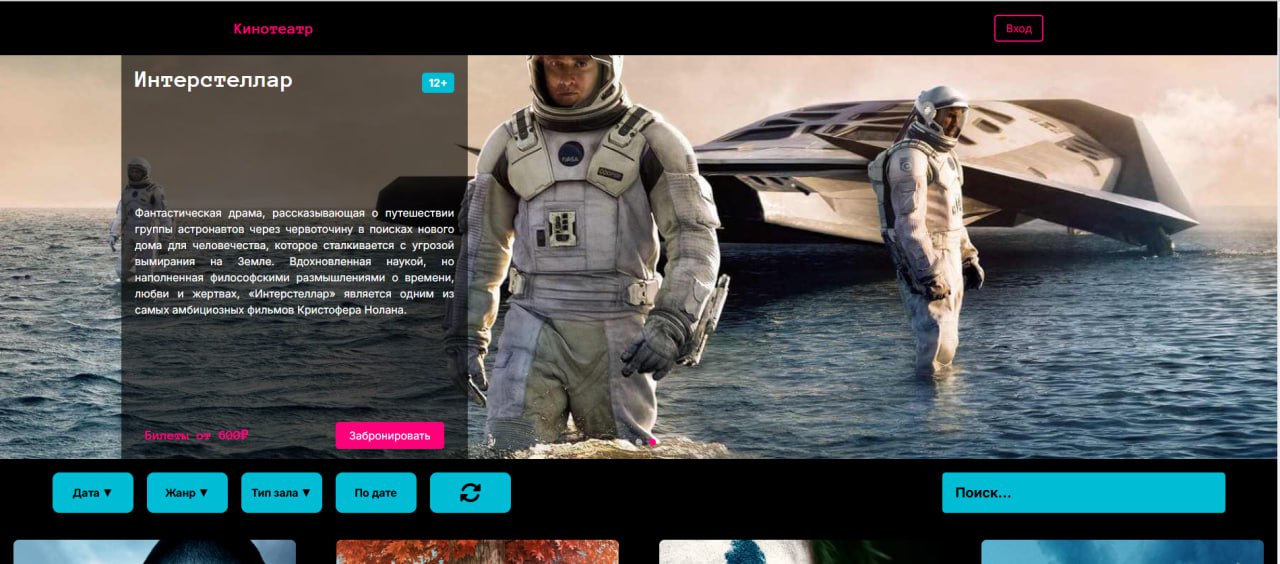 Кинотеатр
Вход
Интерстеллар
12+
Фантастическая драма, рассказывающая о путешествии
группы астронавтов через червоточину в поисках нового
дома для человечества, которое сталкивается с угрозой
вымирания на Земле. Вдохновленная наукой, но
наполненная философскими размышлениями о времени,
любви и жертвах, «Интерстеллар» является одним из
самых амбициозных фильмов Кристофера Нолана.
NASA
COOPER
Билеты от 600₽
Забронировать
Дата ▼
Жанр ▼
Тип зала ▼
По дате
Поиск...